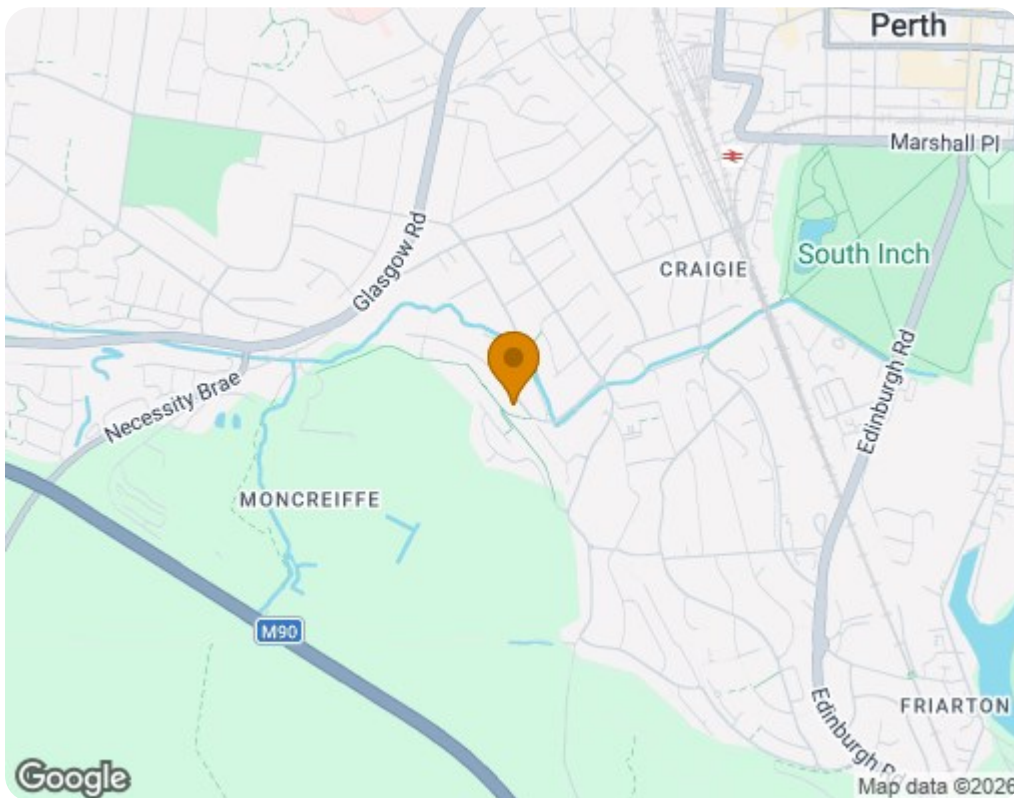 Perth
Marshall Pl
Glasgow Rd
South Inch
CRAIGIE
Edinburgh Rd
Necessity Brae
MONCREIFFE
M90
FRIARTON
Edinburgh Rd
Google
Map data ©2026